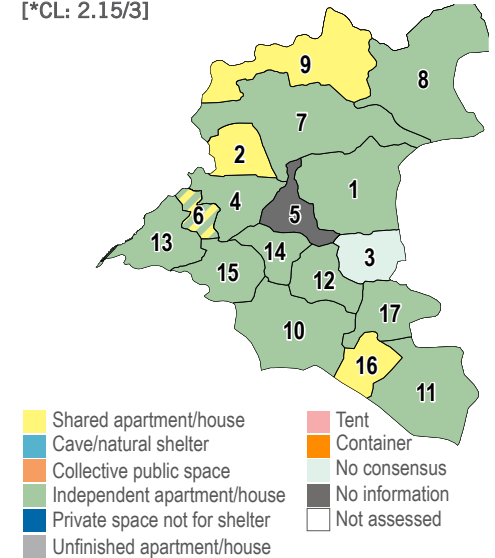 [*CL: 2.15/3]
9
8
7
2
1
4
5
6
13
14
3
15
12
17
10
16
11
Shared apartment/house
Cave/natural shelter
Collective public space
Independent apartment/house
Private space not for shelter
Unfinished apartment/house
Tent
Container
No consensus
No information
Not assessed